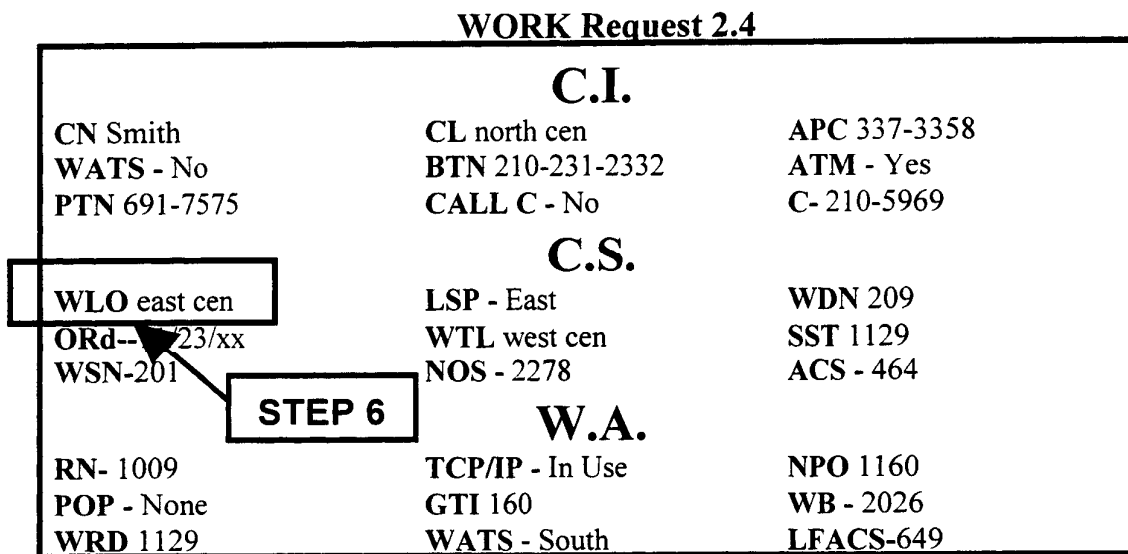 WORK Request 2.4
C.I.
CN Smith CL north cen APC 337-3358
WATS - No BTN 210-231-2332 ATM - Yes
PTN 691-7575 CALL C - No C- 210-5969
C.S.
WLO east cen LSP - East WDN 209
ORd-- /23/xx WTL west cen SST 1129
WSN-201 NOS - 2278 ACS - 464
STEP 6
W.A.
RN- 1009 TCP/IP - In Use NPO 1160
POP - None GTI 160 WB - 2026
WRD 1129 WATS - South LFACS-649